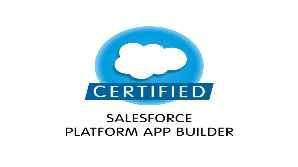 CERTIFIED
SALESFORCE
PLATFORM APP BUILDER